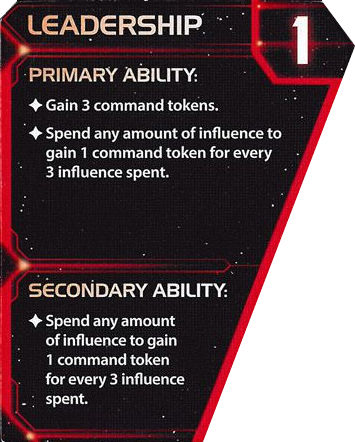 LEADERSHIP
1
PRIMARY ABILITY:
✦ Gain 3 command tokens.
✦ Spend any amount of influence to
gain 1 command token for every
3 influence spent.
SECONDARY ABILITY:
✦ Spend any amount
of influence to gain
1 command token
for every 3 influence
spent.